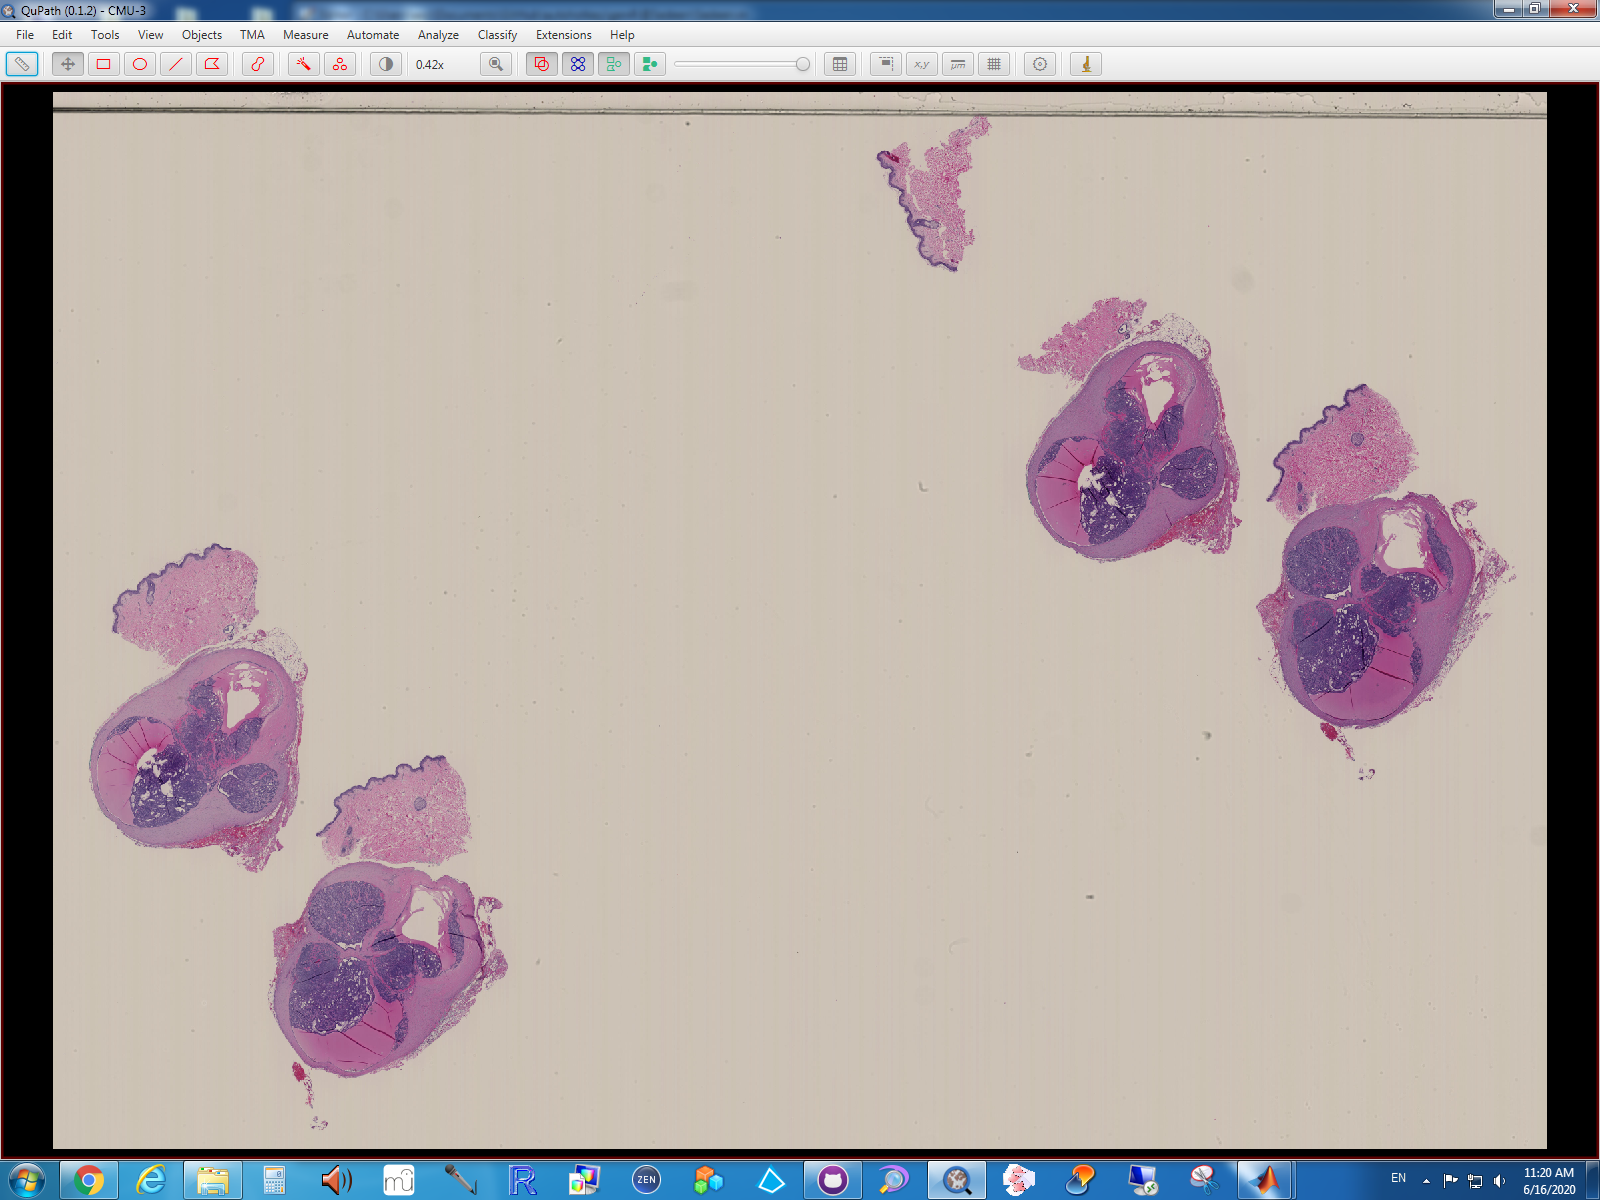 QuPath (0.1.2) - CMU-3
File Edit Tools View Objects TMA Measure Automate Analyze Classify Extensions Help
0.42x
x,y
μm
mi
R
ZEN
EN
11:20 AM
6/16/2020